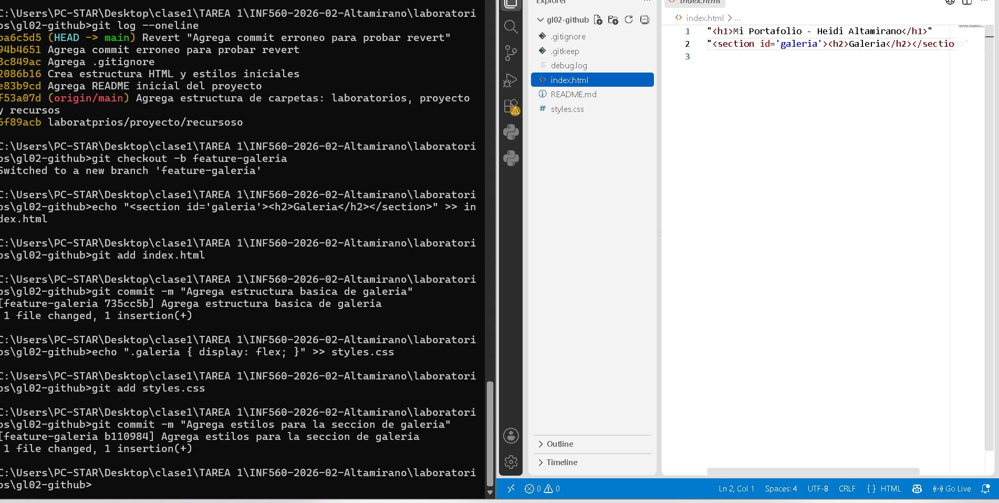 C:\Users\PC-STAR\Desktop\clase1\TAREA 1\INF560-2026-02-Altamirano\laboratori
os\gl02-github>git log --oneline
ba6c5d5 (HEAD -> main) Revert "Agrega commit erroneo para probar revert"
94b4651 Agrega commit erroneo para probar revert
8c849ac Agrega .gitignore
2086b16 Crea estructura HTML y estilos iniciales
e83b9cd Agrega README inicial del proyecto
f53a07d (origin/main) Agrega estructura de carpetas: laboratorios, proyecto
y recursos
6f89acb laboratprios/proyecto/recursoso
C:\Users\PC-STAR\Desktop\clase1\TAREA 1\INF560-2026-02-Altamirano\laboratori
os\gl02-github>git checkout -b feature-galeria
Switched to a new branch 'feature-galeria'
C:\Users\PC-STAR\Desktop\clase1\TAREA 1\INF560-2026-02-Altamirano\laboratori
os\gl02-github>echo "<section id='galeria'><h2>Galeria</h2></section>" >> in
dex.html
C:\Users\PC-STAR\Desktop\clase1\TAREA 1\INF560-2026-02-Altamirano\laboratori
os\gl02-github>git add index.html
C:\Users\PC-STAR\Desktop\clase1\TAREA 1\INF560-2026-02-Altamirano\laboratori
os\gl02-github>git commit -m "Agrega estructura basica de galeria"
[feature-galeria 735cc5b] Agrega estructura basica de galeria
1 file changed, 1 insertion(+)
C:\Users\PC-STAR\Desktop\clase1\TAREA 1\INF560-2026-02-Altamirano\laboratori
os\gl02-github>echo ".galeria { display: flex; }" >> styles.css
C:\Users\PC-STAR\Desktop\clase1\TAREA 1\INF560-2026-02-Altamirano\laboratori
os\gl02-github>git add styles.css
C:\Users\PC-STAR\Desktop\clase1\TAREA 1\INF560-2026-02-Altamirano\laboratori
os\gl02-github>git commit -m "Agrega estilos para la seccion de galeria"
[feature-galeria b110984] Agrega estilos para la seccion de galeria
1 file changed, 1 insertion(+)
C:\Users\PC-STAR\Desktop\clase1\TAREA 1\INF560-2026-02-Altamirano\laboratori
os\gl02-github>
Explorer
gl02-github
.gitignore
.gitkeep
debug.log
index.html
README.md
styles.css
Outline
Timeline
index.html
index.html > ...
1 "<h1>Mi Portafolio - Heidi Altamirano</h1>"
2 "<section id='galeria'><h2>Galeria</h2></section>"
3
0 0
Ln 2, Col 1 Spaces: 4 UTF-8 CRLF { } HTML Go Live